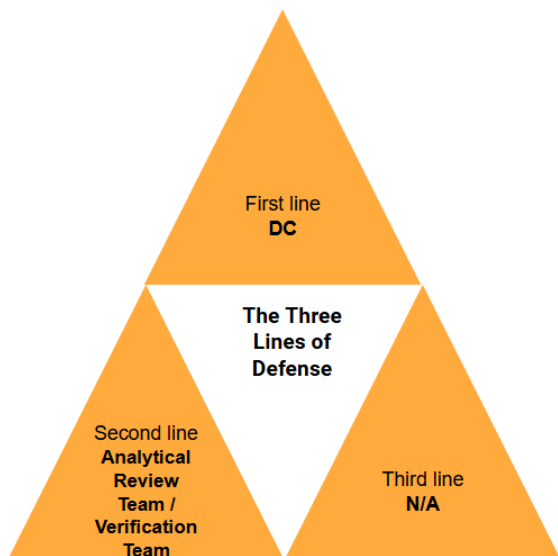 First line
DC
The Three
Lines of
Defense
Second line
Analytical
Review
Team /
Verification
Team
Third line
N/A